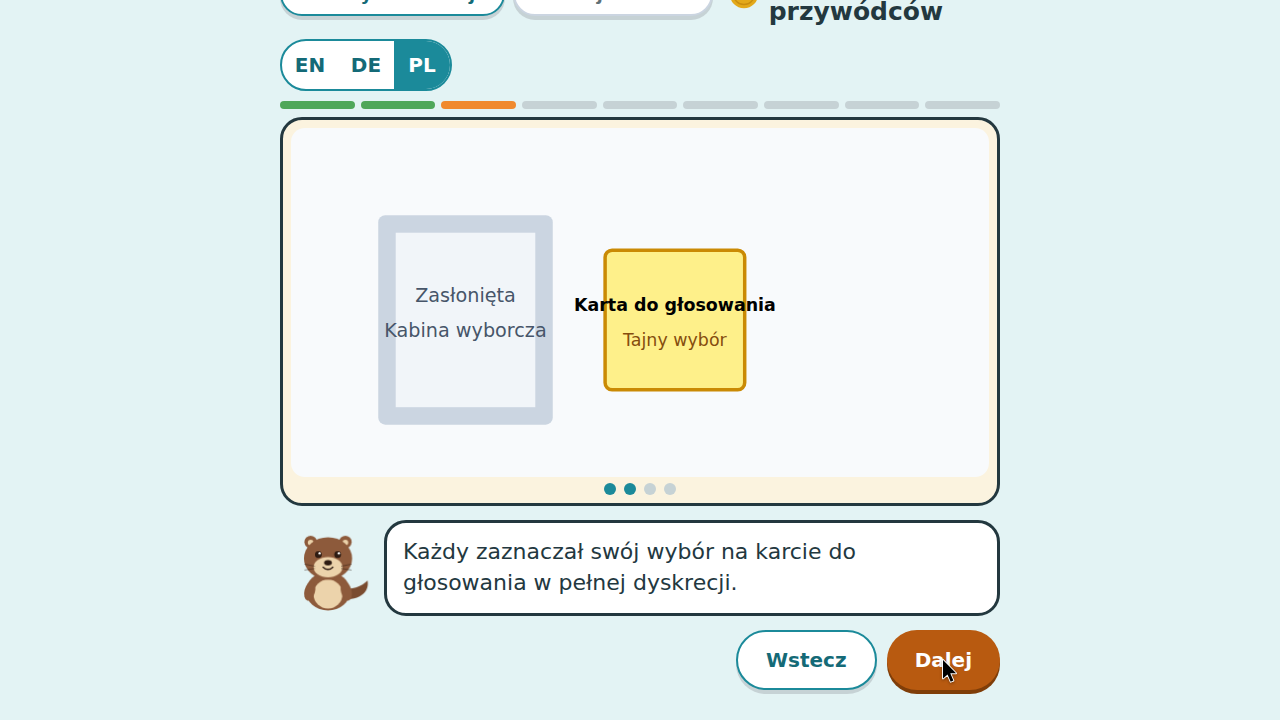 przywódców
EN DE PL
Zasłonięta
Kabina wyborcza
Karta do głosowania
Tajny wybór
Każdy zaznaczał swój wybór na karcie do
głosowania w pełnej dyskrecji.
Wstecz
Dalej